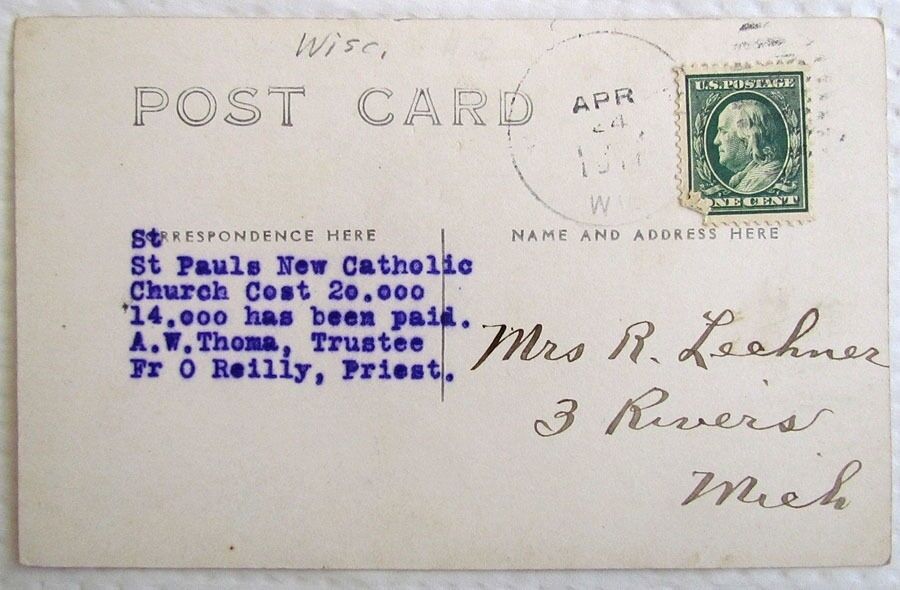 Wisc.
POST CARD
APR
24
U.S. POSTAGE
ONE CENT
CORRESPONDENCE HERE
NAME AND ADDRESS HERE
St
St Pauls New Catholic
Church Cost 20.000
14.000 has been paid.
A.W.Thoma, Trustee
Fr O Reilly, Priest.
Mrs R. Lechner
3 Rivers
Mich